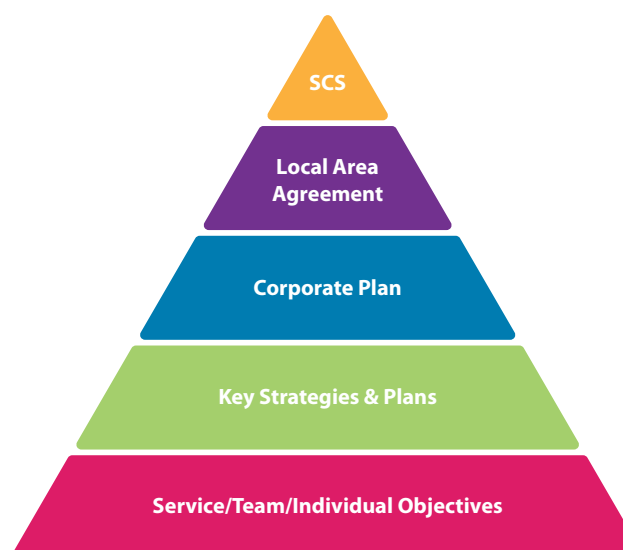 SCS
Local Area
Agreement
Corporate Plan
Key Strategies & Plans
Service/Team/Individual Objectives